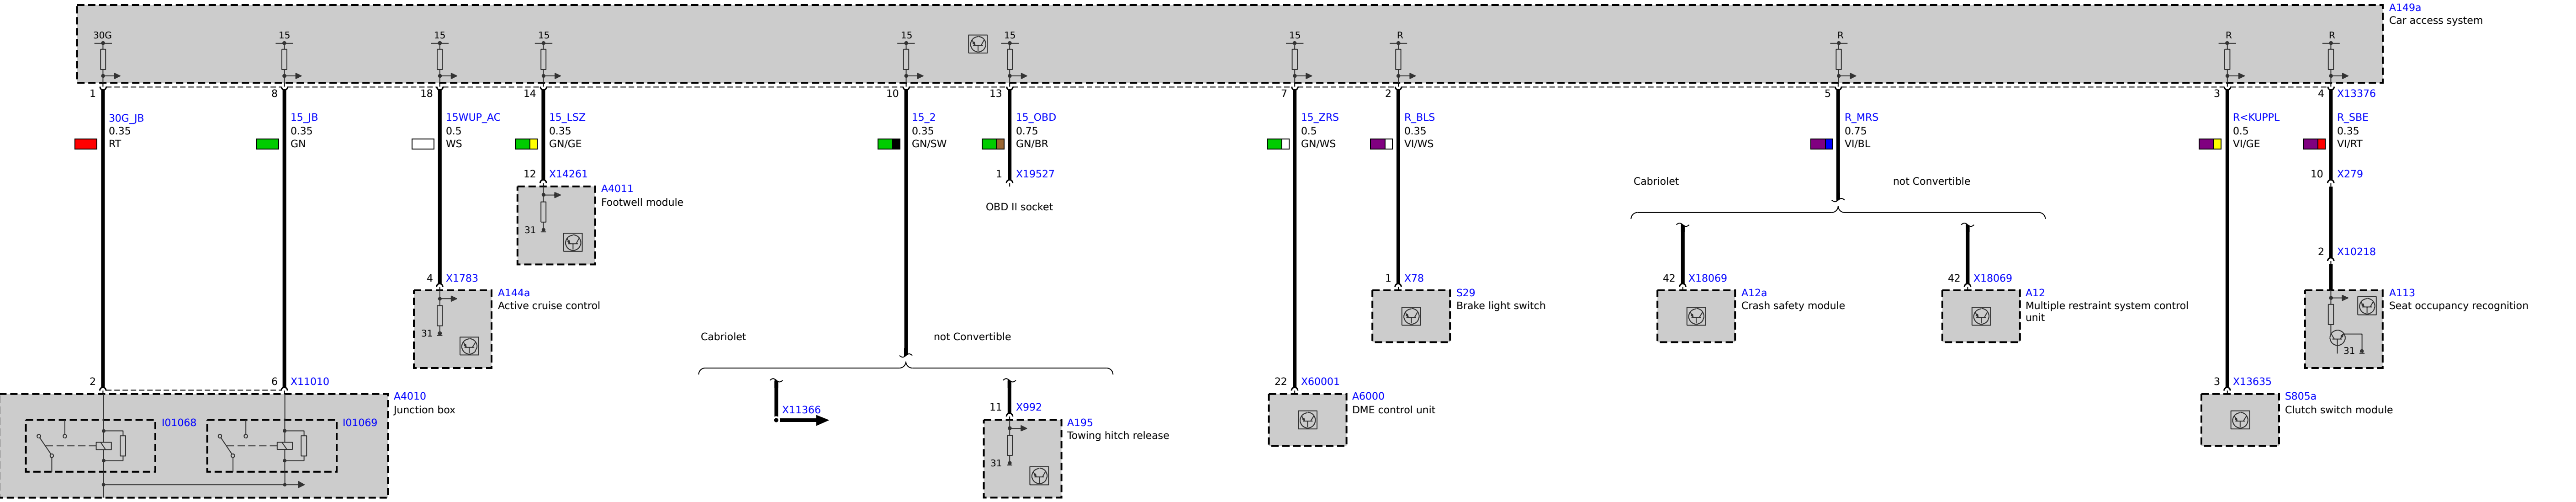 A149a
Car access system
30G 15 15 15 15 15 15 R R R R
1 8 18 14 10 13 7 2 5 3 4 X13376
30G_JB 15_JB 15WUP_AC 15_LSZ 15_2 15_OBD 15_ZRS R_BLS R_MRS R<KUPPL R_SBE
0.35 0.35 0.5 0.35 0.35 0.75 0.5 0.35 0.75 0.5 0.35
RT GN WS GN/GE GN/SW GN/BR GN/WS VI/WS VI/BL VI/GE VI/RT
12 X14261 1 X19527 10 X279
Cabriolet not Convertible
A4011
Footwell module
OBD II socket
31
2 X10218
4 X1783 1 X78 42 X18069 42 X18069
A144a S29 A12a A12 A113
Active cruise control Brake light switch Crash safety module Multiple restraint system control Seat occupancy recognition
unit
31
Cabriolet not Convertible
31
2 6 X11010 22 X60001 3 X13635
A4010 A6000 S805a
Junction box DME control unit Clutch switch module
X11366 11 X992
I01068 I01069 A195
Towing hitch release
31